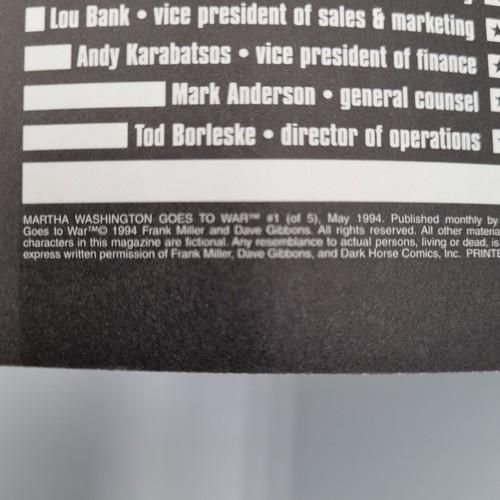 Lou Bank • vice president of sales & marketing
Andy Karabatsos • vice president of finance
Mark Anderson • general counsel
Tod Borleske • director of operations
MARTHA WASHINGTON GOES TO WAR™ #1 (of 5), May 1994. Published monthly by
Goes to War™© 1994 Frank Miller and Dave Gibbons. All rights reserved. All other materia
characters in this magazine are fictional. Any resemblance to actual persons, living or dead, is
express written permission of Frank Miller, Dave Gibbons, and Dark Horse Comics, Inc. PRINTE